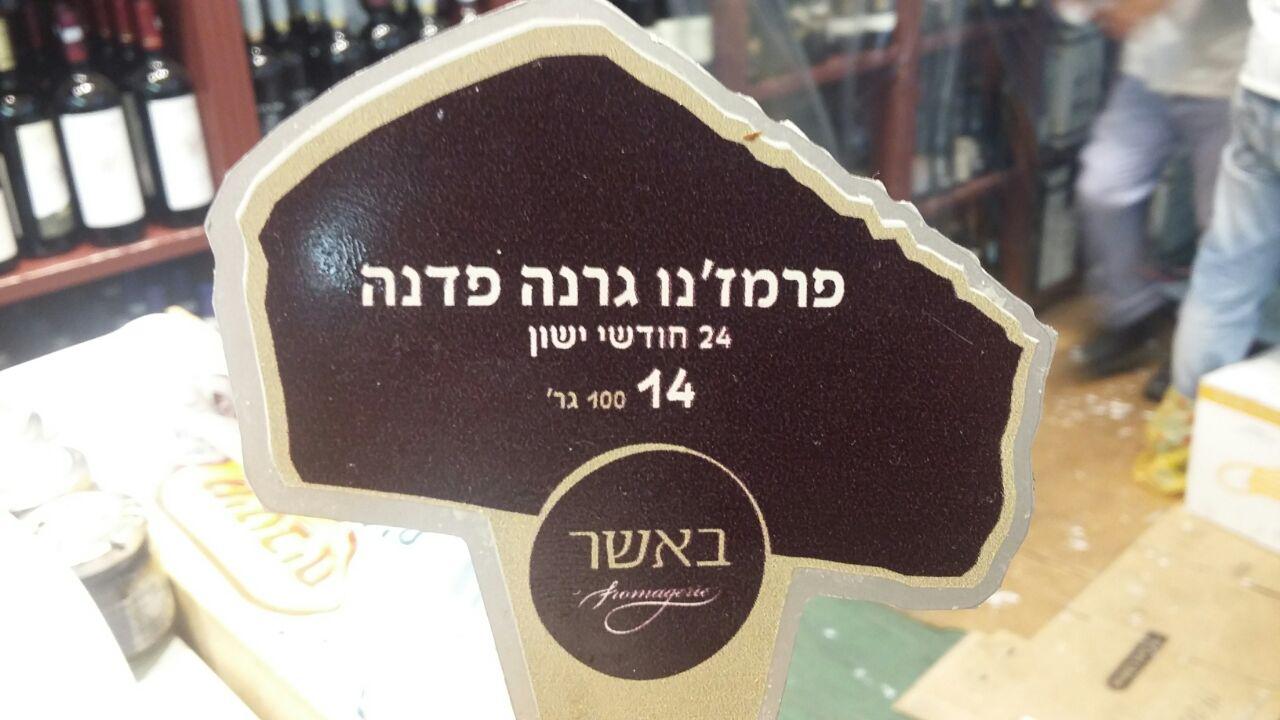 פרמז'נו גרנה פדנה
24 חודשי ישון
14 100 גר'
באשר
fromagerie